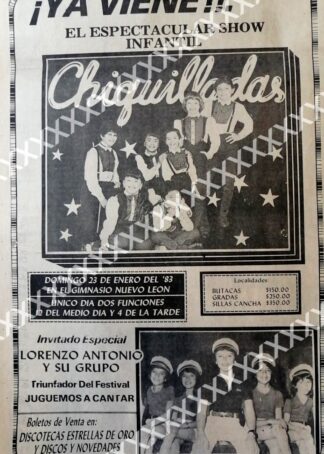 ¡YA VIENE!!.
EL ESPECTACULAR SHOW
INFANTIL
Chiquilladas
DOMINGO 23 DE ENERO DEL '83
EN EL GIMNASIO NUEVO LEON
UNICO DIA DOS FUNCIONES
12 DEL MEDIO DIA Y 4 DE LA TARDE
Localidades
BUTACAS $150.00
GRADAS $250.00
SILLAS CANCHA $350.00
Invitado Especial
LORENZO ANTONIO
Y SU GRUPO
Triunfador Del Festival
JUGUEMOS A CANTAR
Boletos de Venta en:
DISCOTECAS ESTRELLAS DE ORO
Y DISCOS Y NOVEDADES